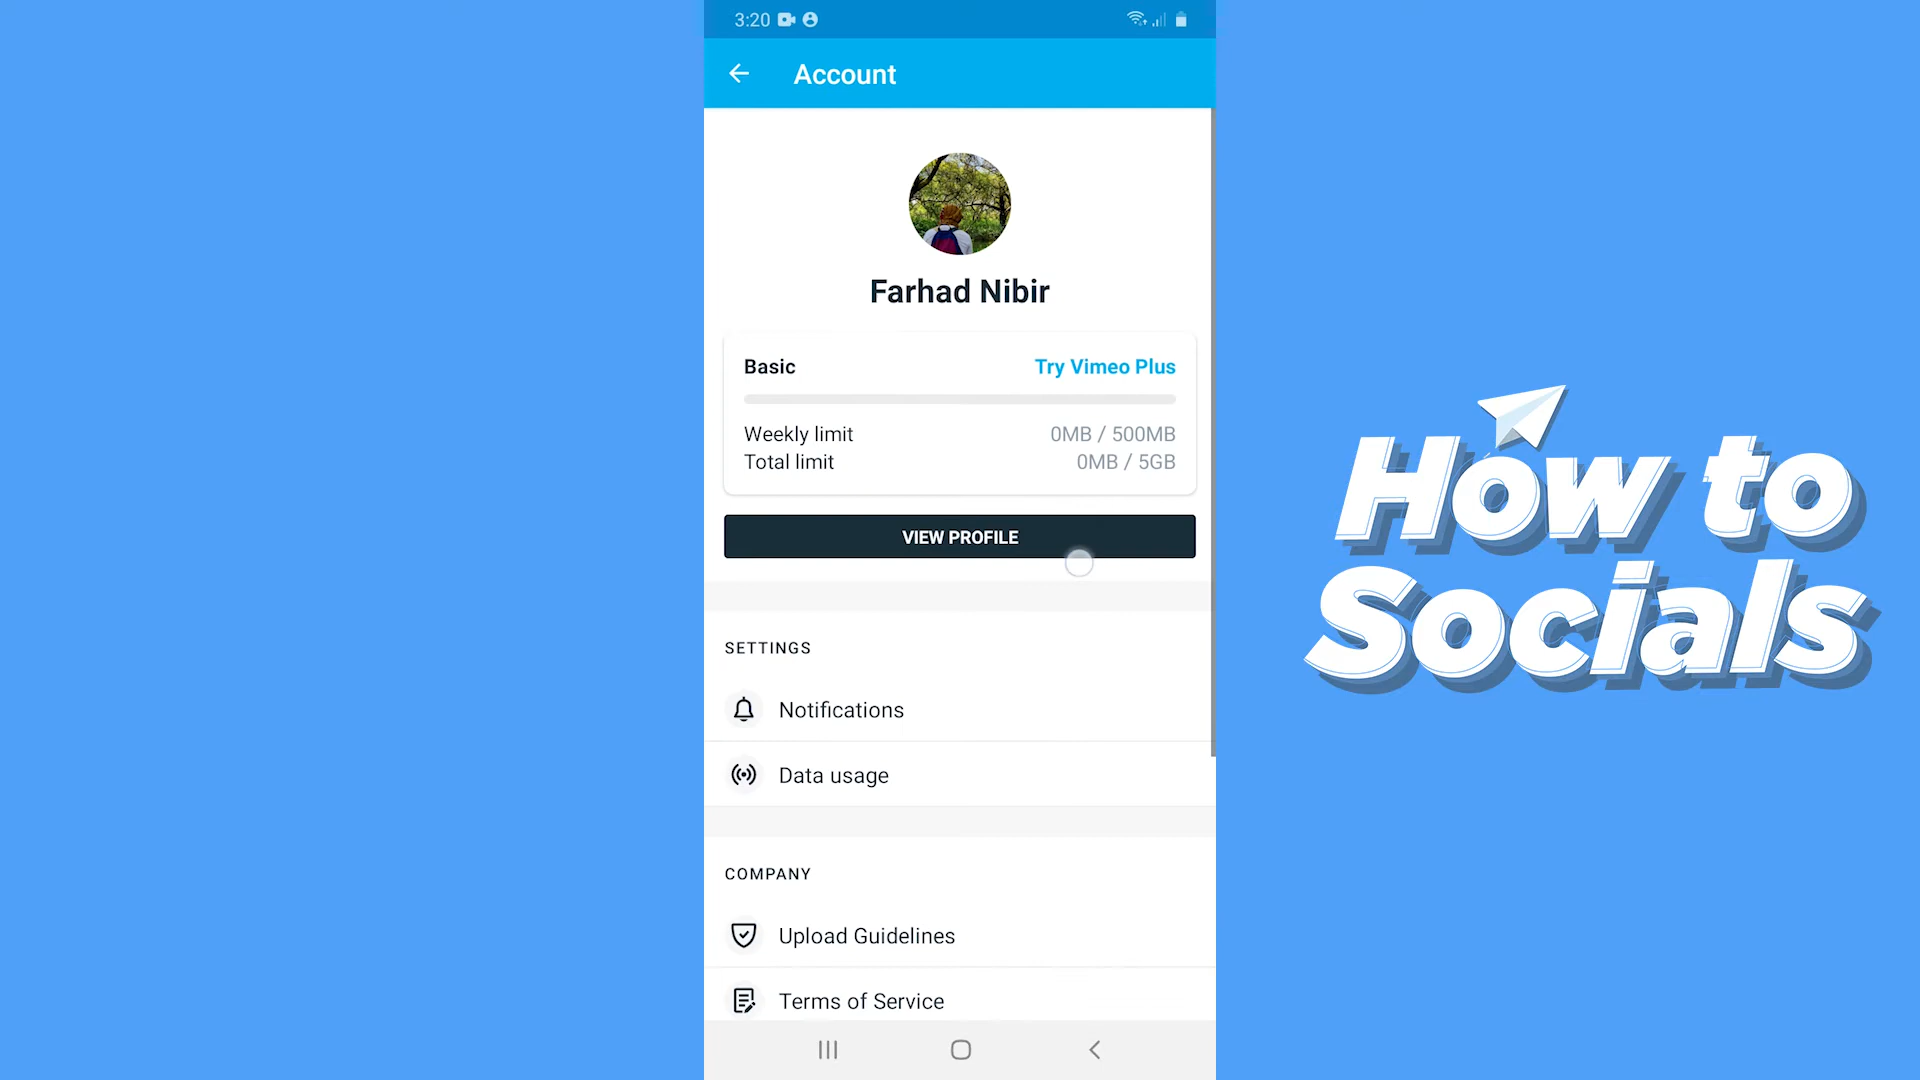 3:20
Account
Farhad Nibir
Basic
Try Vimeo Plus
Weekly limit
0MB / 500MB
Total limit
0MB / 5GB
VIEW PROFILE
SETTINGS
Notifications
Data usage
COMPANY
Upload Guidelines
Terms of Service
How to
Socials